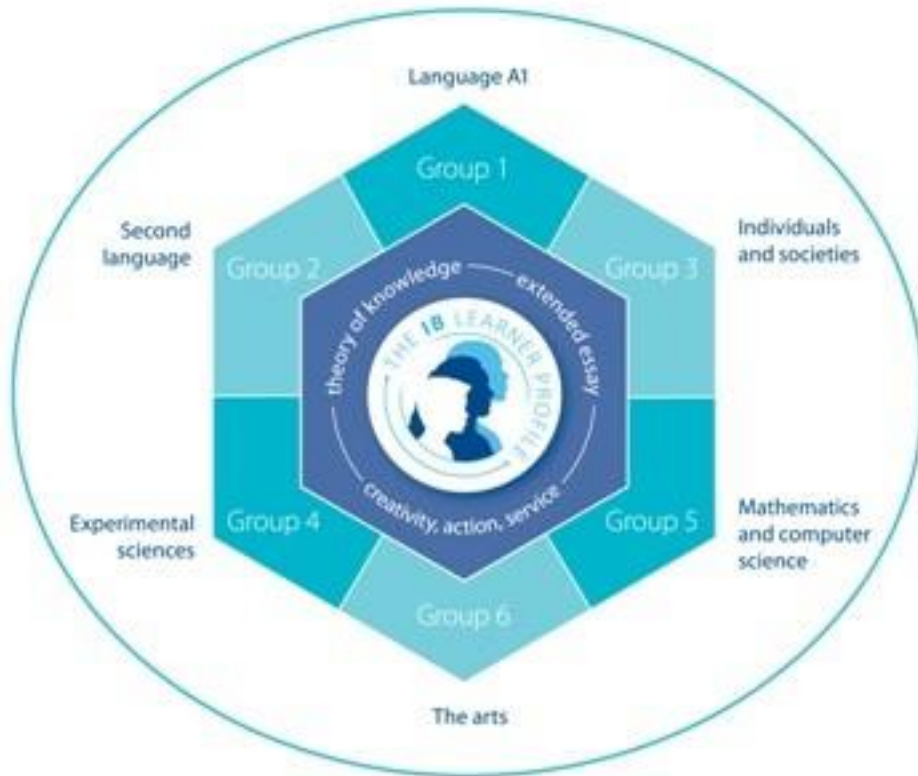 Language A1
Group 1
Second
language
Group 2
Individuals
and societies
Group 3
theory of knowledge
extended essay
THE IB LEARNER PROFILE
creativity, action, service
Experimental
sciences
Group 4
Mathematics
and computer
science
Group 5
Group 6
The arts